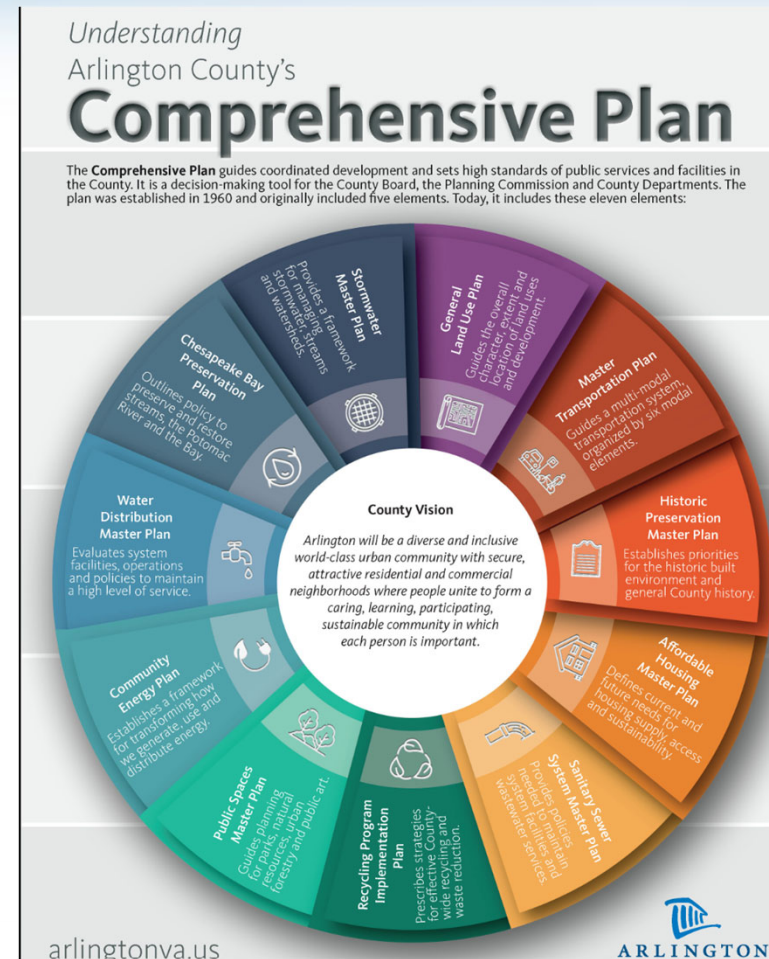 Understanding
Arlington County's
Comprehensive Plan
The Comprehensive Plan guides coordinated development and sets high standards of public services and facilities in
the County. It is a decision-making tool for the County Board, the Planning Commission and County Departments. The
plan was established in 1960 and originally included five elements. Today, it includes these eleven elements:
General
Land Use Plan
Guides the overall
character, extent and
location of land uses
and development.
Master
Transportation Plan
Guides a multi-modal
transportation system,
organized by six modal
elements.
Historic
Preservation
Master Plan
Establishes priorities
for the historic built
environment and
general County history.
Affordable
Housing
Master Plan
Defines current and
future needs for
housing supply, access
and sustainability.
Sanitary Sewer
System Master Plan
Provides policies
needed to maintain
system facilities and
wastewater services.
Recycling Program
Implementation
Plan
Prescribes strategies
for effective County-
wide recycling and
waste reduction.
Public Spaces
Master Plan
Guides planning
for parks, natural
resources, urban
forestry and public art.
Community
Energy Plan
Establishes a framework
for transforming how
we generate, use and
distribute energy.
Water
Distribution
Master Plan
Evaluates system
facilities, operations
and policies to maintain
a high level of service.
Chesapeake Bay
Preservation
Plan
Outlines policy to
preserve and restore
streams, the Potomac
River and the Bay.
Stormwater
Master Plan
Provides a framework
for managing
stormwater, streams
and watersheds.
County Vision
Arlington will be a diverse and inclusive
world-class urban community with secure,
attractive residential and commercial
neighborhoods where people unite to form a
caring, learning, participating,
sustainable community in which
each person is important.
arlingtonva.us
ARLINGTON